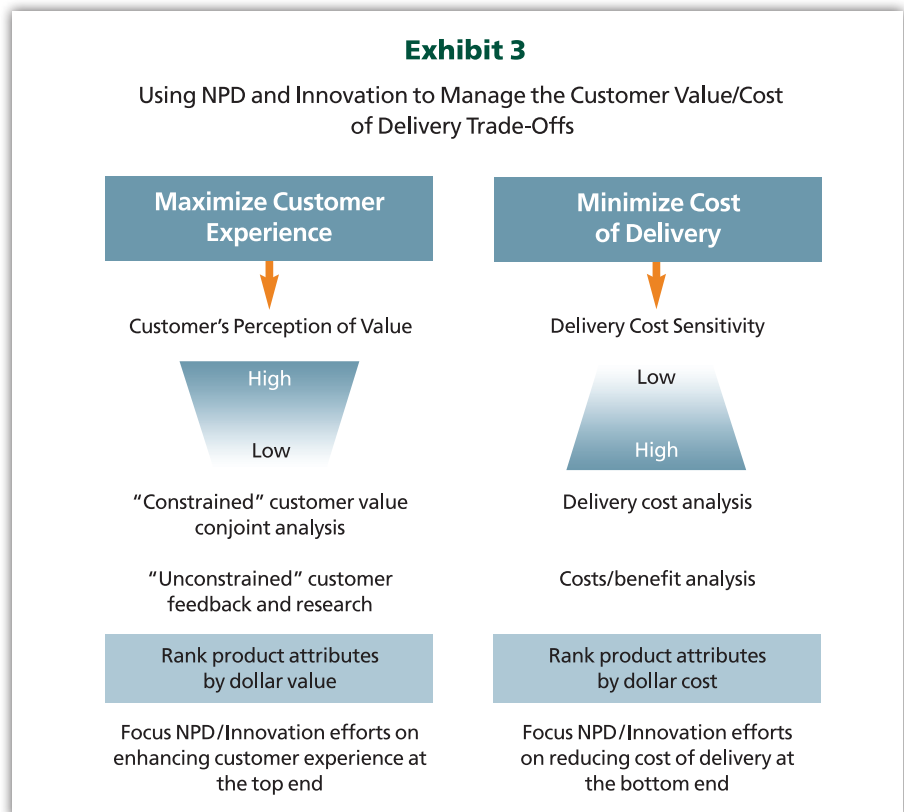 Exhibit 3
Using NPD and Innovation to Manage the Customer Value/Cost
of Delivery Trade-Offs
Maximize Customer
Experience
Customer’s Perception of Value
High
Low
“Constrained” customer value
conjoint analysis
“Unconstrained” customer
feedback and research
Rank product attributes
by dollar value
Focus NPD/Innovation efforts on
enhancing customer experience at
the top end
Minimize Cost
of Delivery
Delivery Cost Sensitivity
Low
High
Delivery cost analysis
Costs/benefit analysis
Rank product attributes
by dollar cost
Focus NPD/Innovation efforts
on reducing cost of delivery at
the bottom end